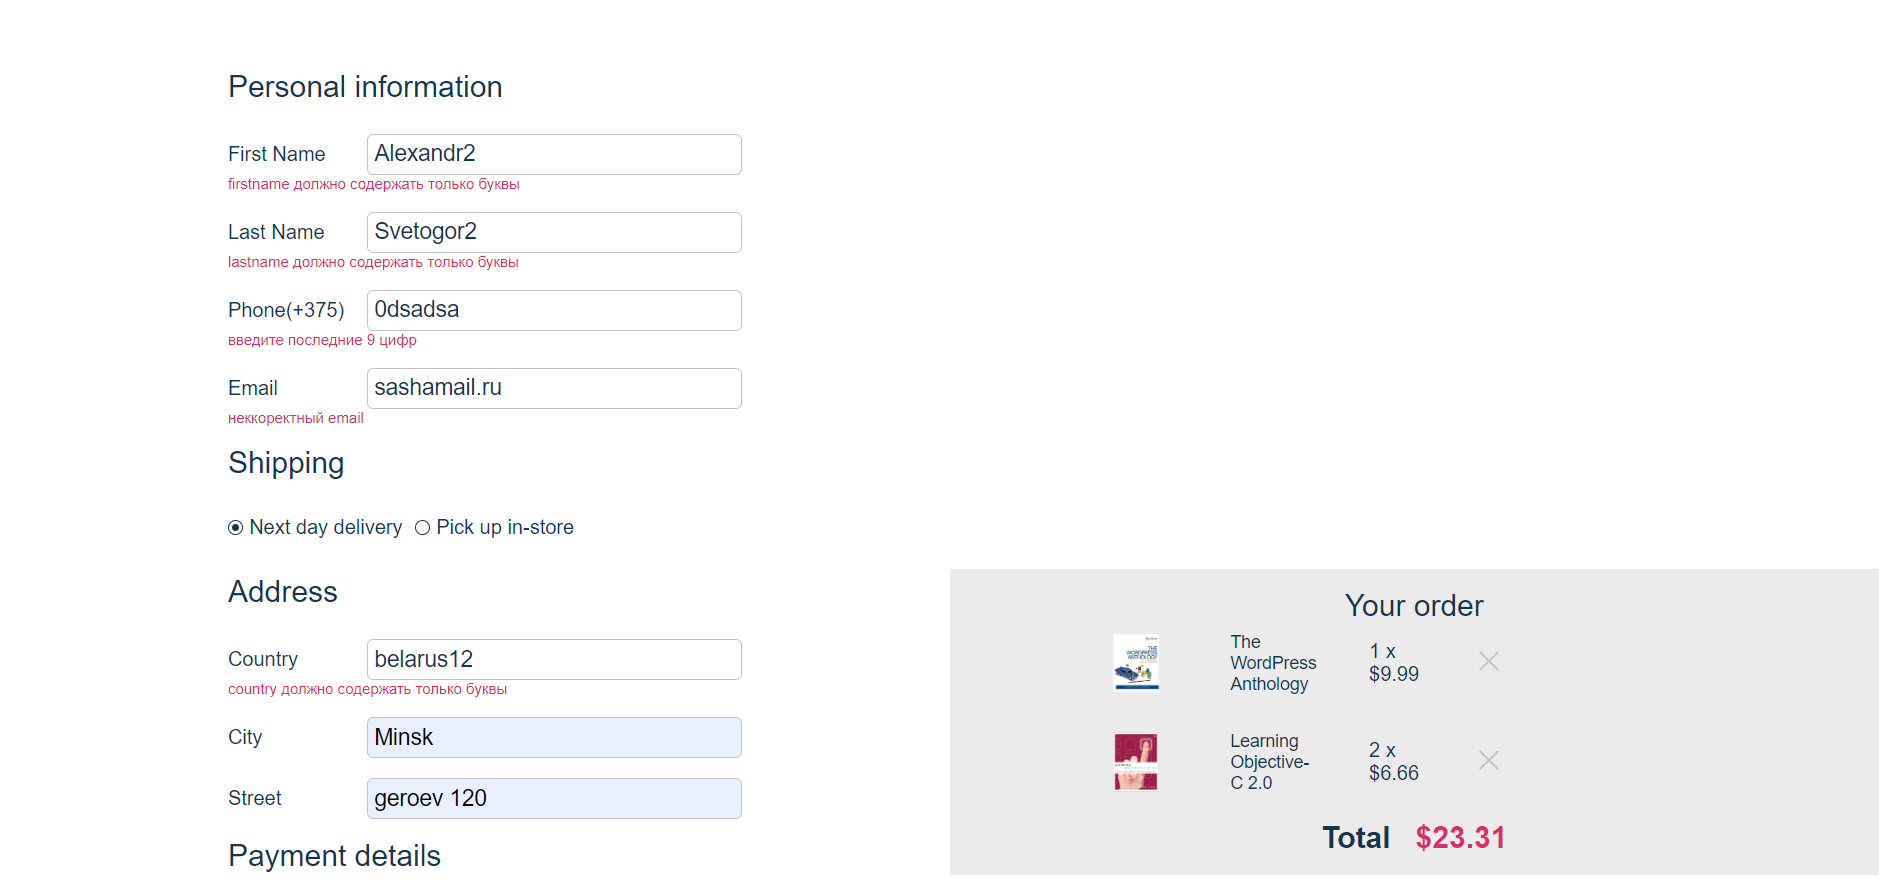 Personal information
First Name
Alexandr2
firstname должно содержать только буквы
Last Name
Svetogor2
lastname должно содержать только буквы
Phone(+375)
0dsadsa
введите последние 9 цифр
Email
sashamail.ru
неккоректный email
Shipping
Next day delivery
Pick up in-store
Address
Country
belarus12
country должно содержать только буквы
City
Minsk
Street
geroev 120
Payment details
Your order
THE
WORDPRESS
ANTHOLOGY
The
WordPress
Anthology
1 x
$9.99
Learning
Objective-
C 2.0
2 x
$6.66
Total $23.31